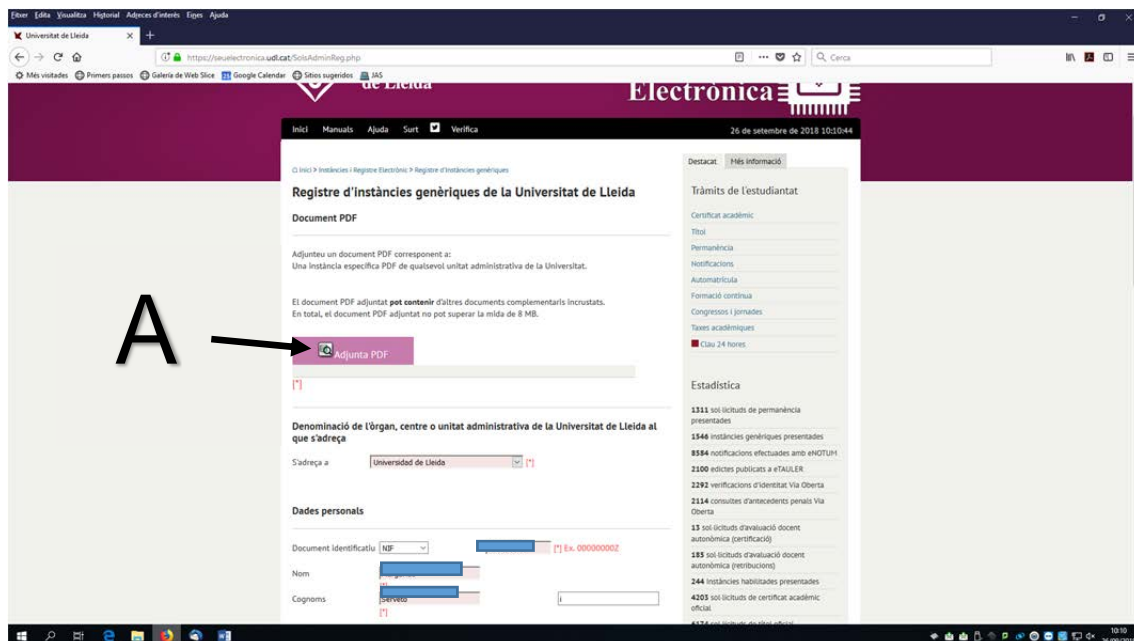 Fitxer Edita Visualitza Historial Adreces d'interès Eines Ajuda
Universitat de Lleida
https://seuelectronica.udl.cat/SolsAdminReg.php
Cerca
Més visitades Primers passos Galeria de Web Slice Google Calendar Sitios sugeridos JAS
de Lleida
Electrònica
Inici Manuals Ajuda Surt Verifica
26 de setembre de 2018 10:10:44
Inici > Instàncies i Registre Electrònic > Registre d'instàncies genèriques
Registre d'instàncies genèriques de la Universitat de Lleida
Document PDF
Adjunteu un document PDF corresponent a:
Una instància específica PDF de qualsevol unitat administrativa de la Universitat.
El document PDF adjuntat pot contenir d'altres documents complementaris incrustats.
En total, el document PDF adjuntat no pot superar la mida de 8 MB.
A
Adjunta PDF
[*]
Denominació de l'òrgan, centre o unitat administrativa de la Universitat de Lleida al
que s'adreça
S'adreça a Universidad de Lleida [*]
Dades personals
Document identificatiu NIF [*] Ex. 00000000Z
Nom
[*]
Cognoms i
[*]
Destacat Més informació
Tràmits de l'estudiantat
Certificat acadèmic
Títol
Permanència
Notificacions
Automatrícula
Formació contínua
Congressos i jornades
Taxes acadèmiques
Clau 24 hores
Estadística
1311 sol·licituds de permanència
presentades
1546 instàncies genèriques presentades
8584 notificacions efectuades amb eNOTUM
2100 edictes publicats a eTAULER
2292 verificacions d'identitat Via Oberta
2114 consultes d'antecedents penals Via
Oberta
13 sol·licituds d'avaluació docent
autonòmica (certificació)
183 sol·licituds d'avaluació docent
autonòmica (retribucions)
244 instàncies habilitades presentades
4203 sol·licituds de certificat acadèmic
oficial
10:10